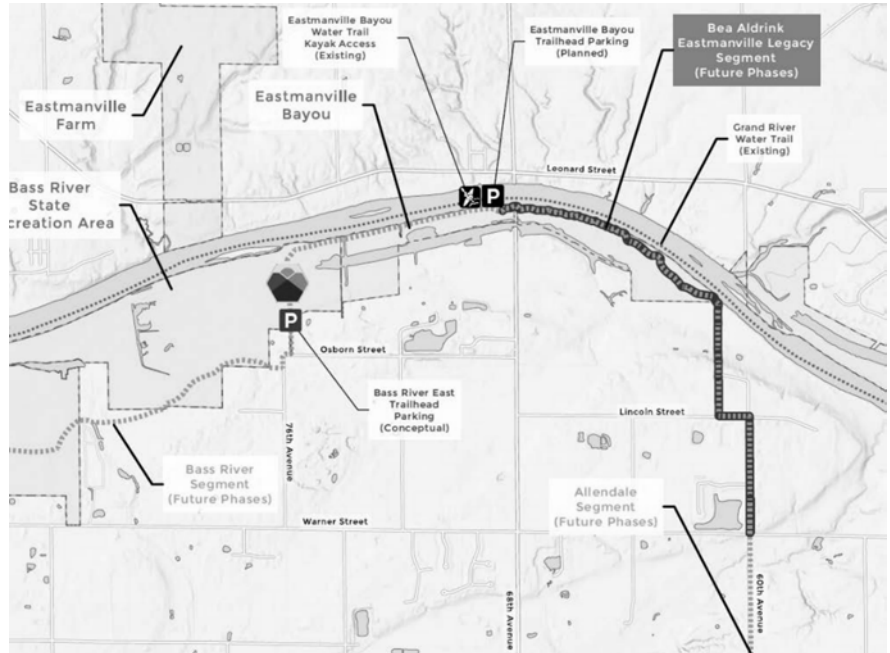 Eastmanville Bayou
Water Trail
Kayak Access
(Existing)
Eastmanville Bayou
Trailhead Parking
(Planned)
Bea Aldrink
Eastmanville Legacy
Segment
(Future Phases)
Eastmanville
Farm
Eastmanville
Bayou
Grand River
Water Trail
(Existing)
Leonard Street
Bass River
State
creation Area
P
P
Osborn Street
Bass River East
Trailhead
Parking
(Conceptual)
76th Avenue
Lincoln Street
Bass River
Segment
(Future Phases)
Allendale
Segment
(Future Phases)
Warner Street
68th Avenue
60th Avenue